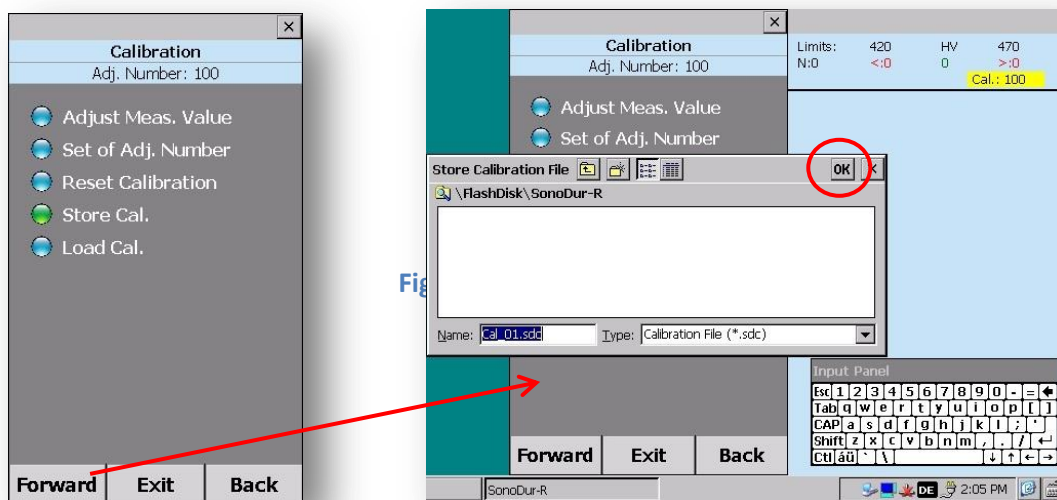 Calibration
Adj. Number: 100
Adjust Meas. Value
Set of Adj. Number
Reset Calibration
Store Cal.
Load Cal.
Forward Exit Back
Fig
Calibration
Adj. Number: 100
Adjust Meas. Value
Set of Adj. Number
Limits: 420 HV 470
N:0 <:0 0 >:0
Cal.: 100
Store Calibration File OK ×
\FlashDisk\SonoDur-R
Name: Cal_01.sdc Type: Calibration File (*.sdc)
Input Panel
Esc 1 2 3 4 5 6 7 8 9 0 - =
Tab q w e r t y u i o p [ ]
CAP a s d f g h j k l ; '
Shift z x c v b n m , . /
Ctl áü ` \
Forward Exit Back
SonoDur-R
DE 2:05 PM